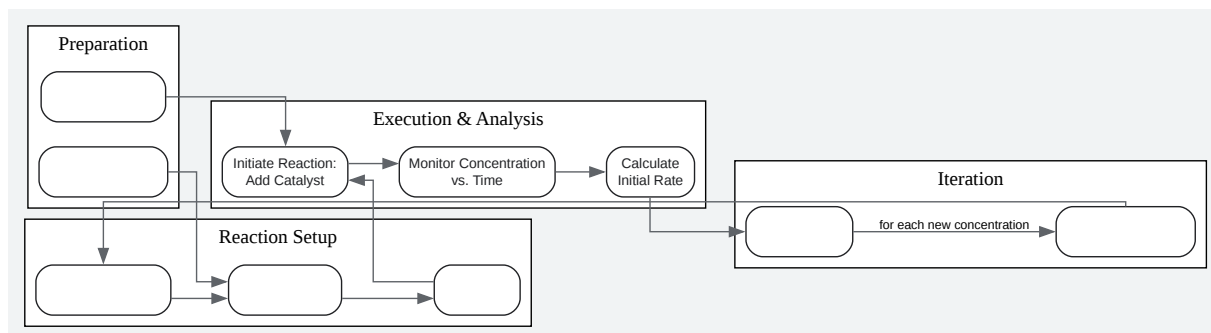 Preparation
Execution & Analysis
Initiate Reaction:
Add Catalyst
Monitor Concentration
vs. Time
Calculate
Initial Rate
Iteration
for each new concentration
Reaction Setup